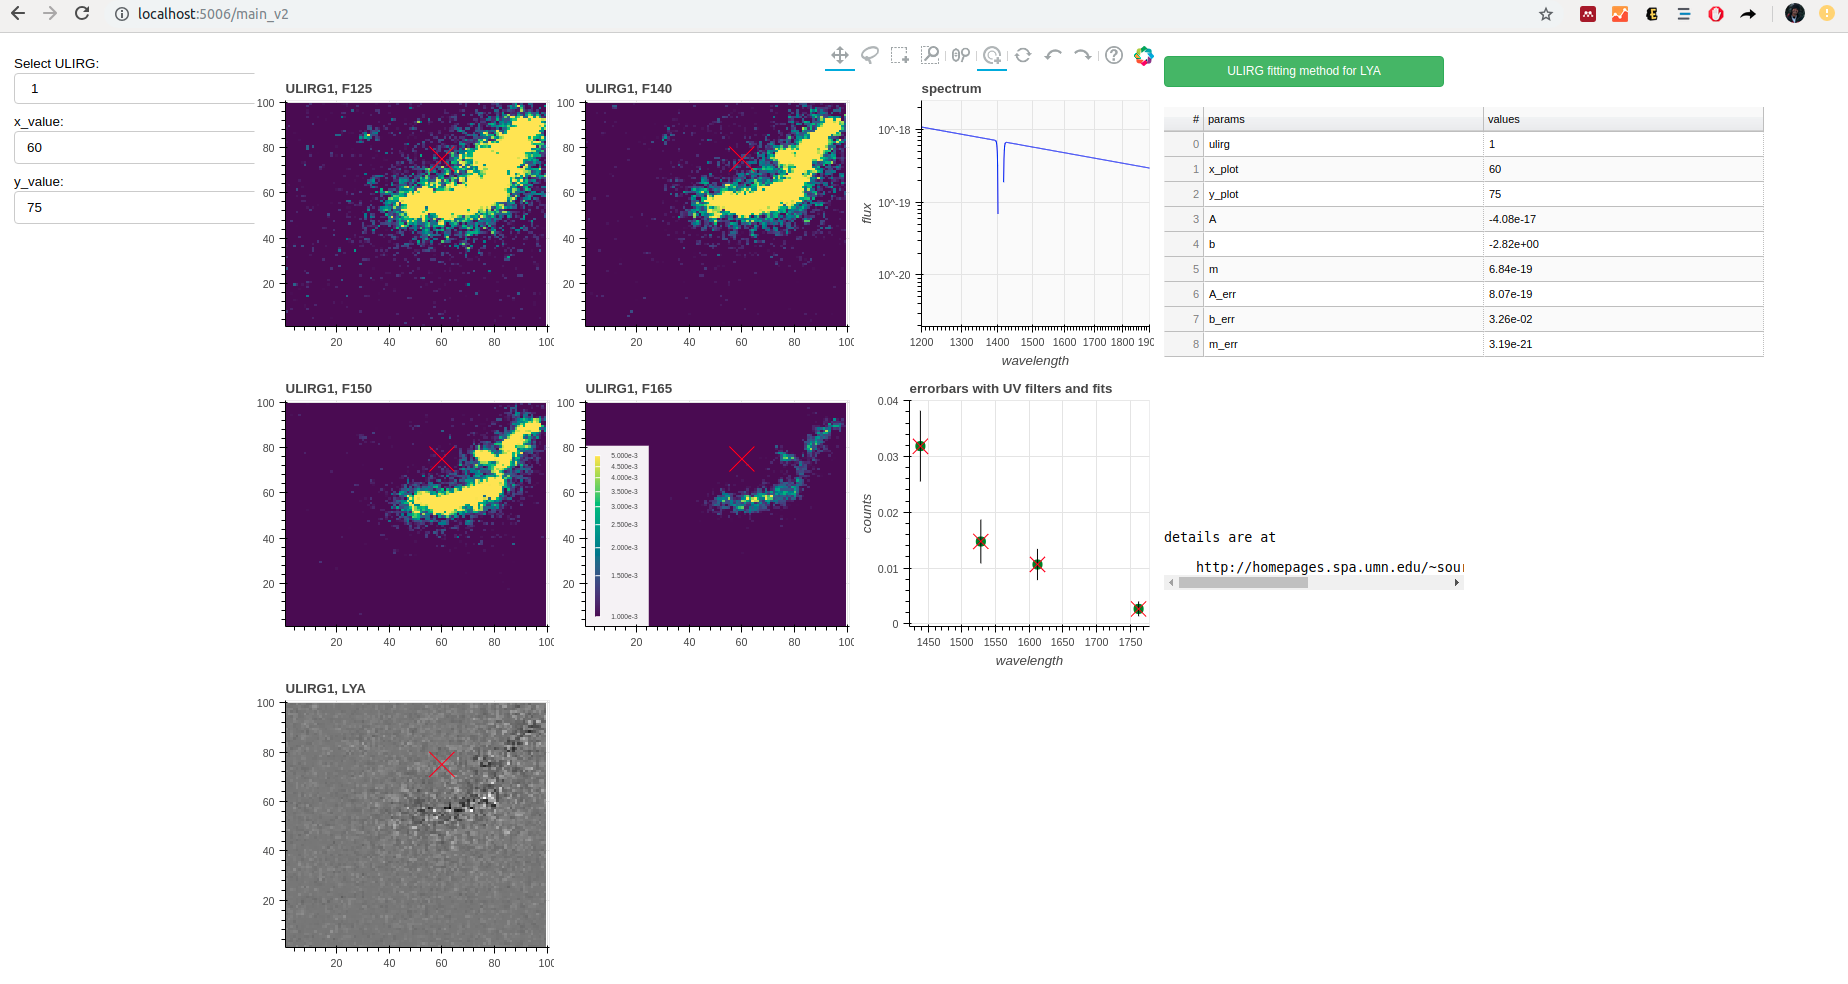 localhost:5006/main_v2
Select ULIRG:
1
x_value:
60
y_value:
75
ULIRG1, F125
100
80
60
40
20
20 40 60 80 100
ULIRG1, F140
100
80
60
40
20
20 40 60 80 100
spectrum
10^-18
10^-19
10^-20
flux
1200 1300 1400 1500 1600 1700 1800 190
wavelength
ULIRG fitting method for LYA
# params values
0 ulirg 1
1 x_plot 60
2 y_plot 75
3 A -4.08e-17
4 b -2.82e+00
5 m 6.84e-19
6 A_err 8.07e-19
7 b_err 3.26e-02
8 m_err 3.19e-21
ULIRG1, F150
100
80
60
40
20
20 40 60 80 100
ULIRG1, F165
100
80
60
40
20
5.000e-3
4.500e-3
4.000e-3
3.500e-3
3.000e-3
2.500e-3
2.000e-3
1.500e-3
1.000e-3
20 40 60 80 100
errorbars with UV filters and fits
0.04
0.03
0.02
0.01
0
counts
1450 1500 1550 1600 1650 1700 1750
wavelength
details are at
http://homepages.spa.umn.edu/~sour
ULIRG1, LYA
100
80
60
40
20
20 40 60 80 100